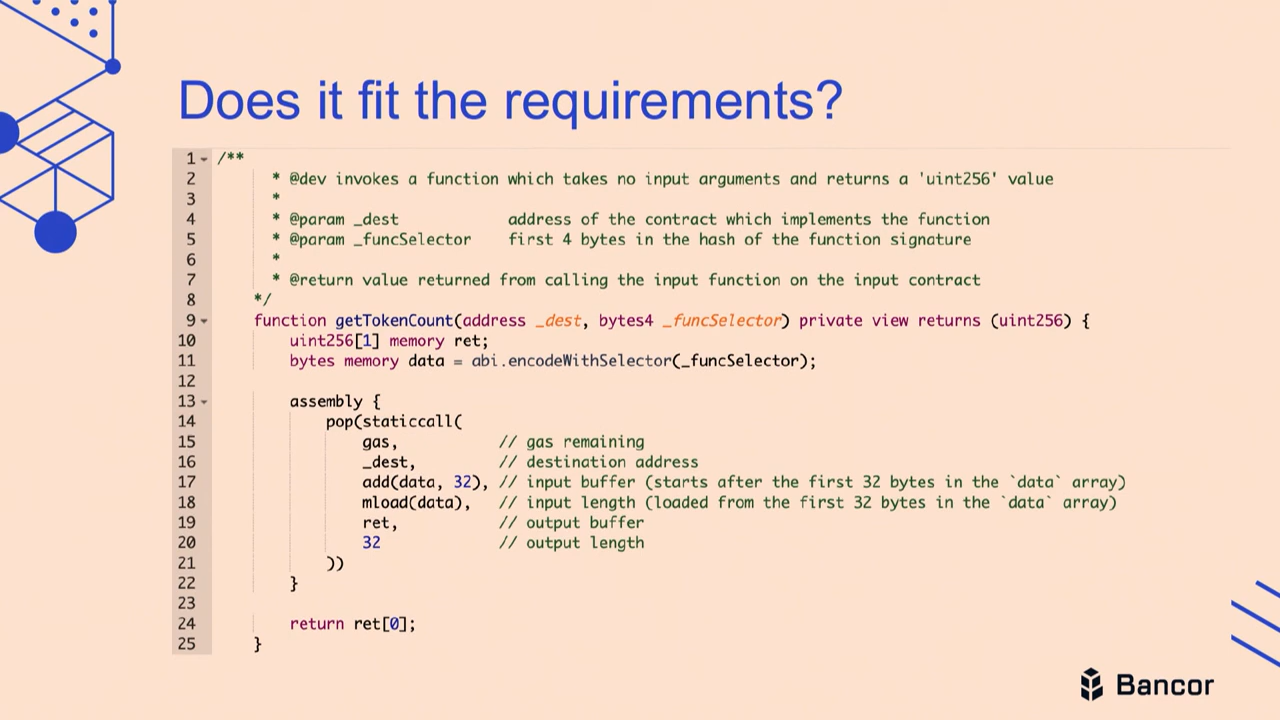 Does it fit the requirements?
1 /**
2 * @dev invokes a function which takes no input arguments and returns a 'uint256' value
3 *
4 * @param _dest address of the contract which implements the function
5 * @param _funcSelector first 4 bytes in the hash of the function signature
6 *
7 * @return value returned from calling the input function on the input contract
8 */
9 function getTokenCount(address _dest, bytes4 _funcSelector) private view returns (uint256) {
10 uint256[1] memory ret;
11 bytes memory data = abi.encodeWithSelector(_funcSelector);
12
13 assembly {
14 pop(staticcall(
15 gas, // gas remaining
16 _dest, // destination address
17 add(data, 32), // input buffer (starts after the first 32 bytes in the `data` array)
18 mload(data), // input length (loaded from the first 32 bytes in the `data` array)
19 ret, // output buffer
20 32 // output length
21 ))
22 }
23
24 return ret[0];
25 }
Bancor